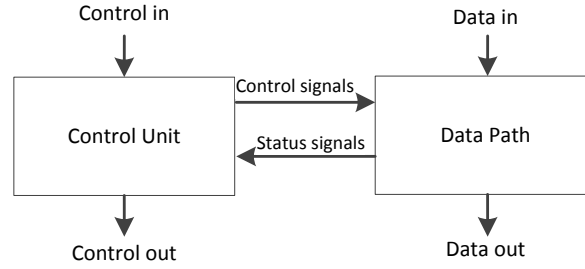 Control in
Data in
Control signals
Control Unit
Data Path
Status signals
Control out
Data out